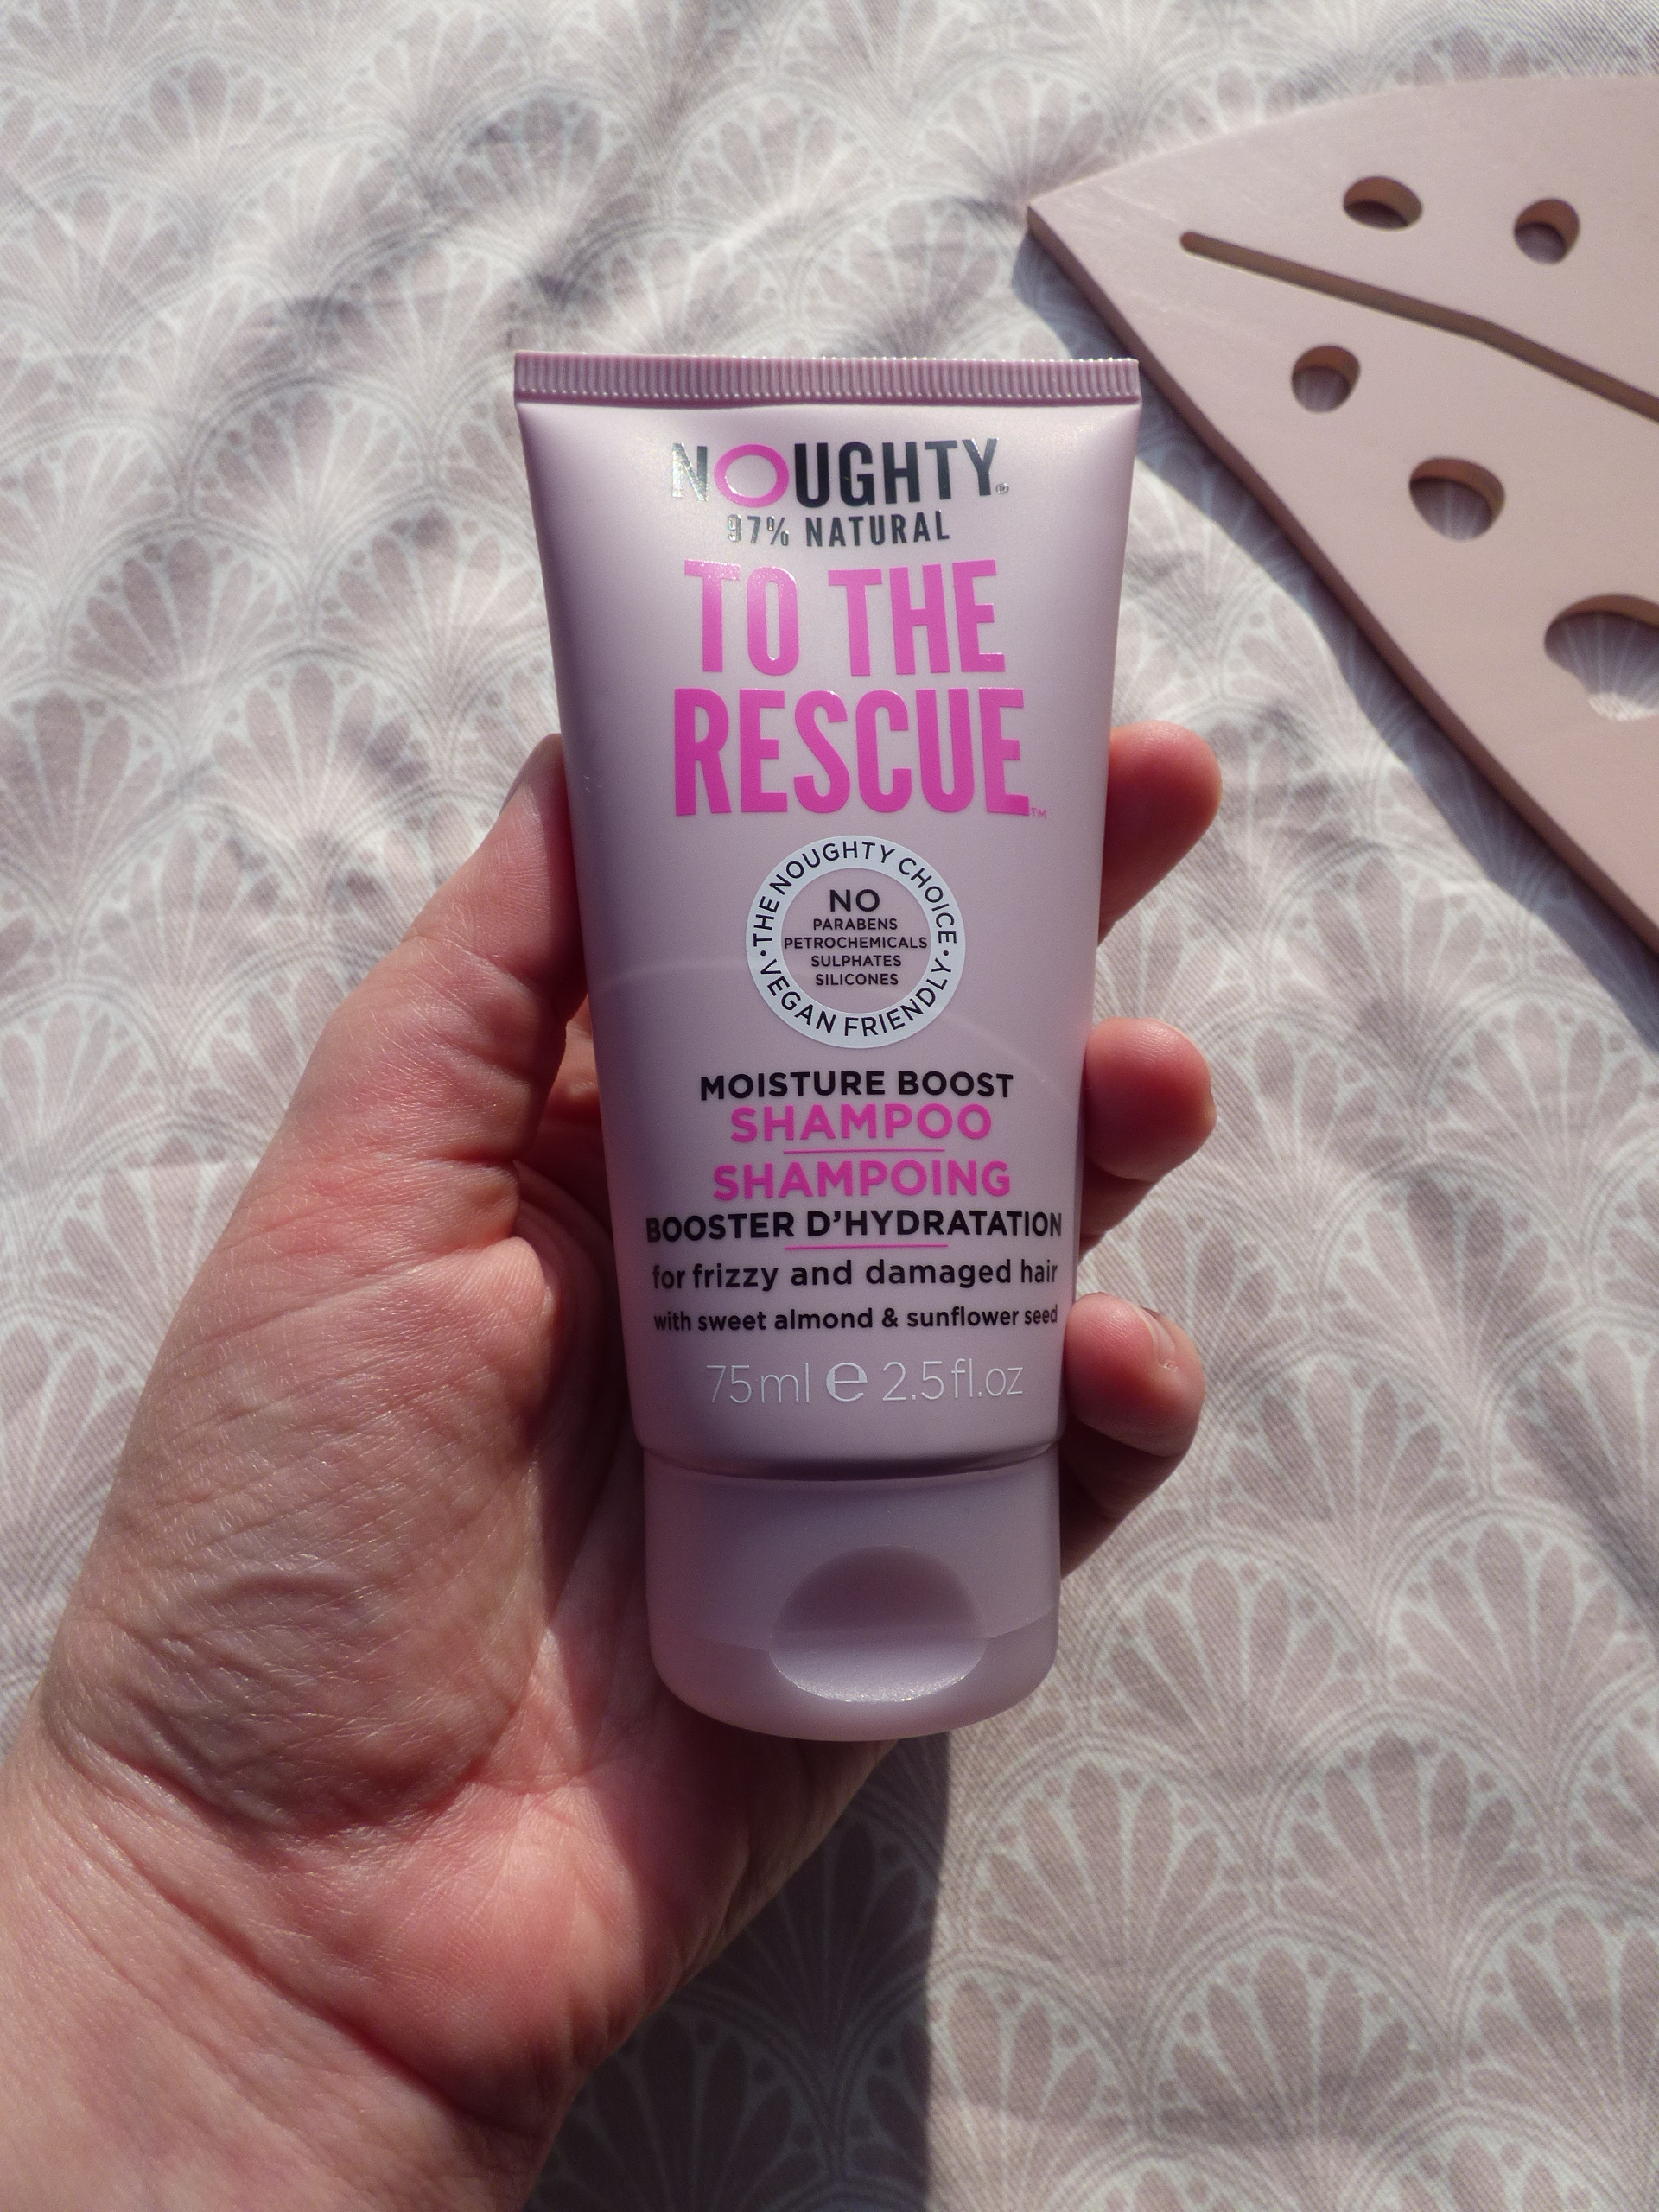 NOUGHTY®
97% NATURAL
TO THE
RESCUE™
• THE NOUGHTY CHOICE •
NO
PARABENS
PETROCHEMICALS
SULPHATES
SILICONES
VEGAN FRIENDLY
MOISTURE BOOST
SHAMPOO
SHAMPOING
BOOSTER D'HYDRATATION
for frizzy and damaged hair
with sweet almond & sunflower seed
75ml ℮ 2.5fl.oz